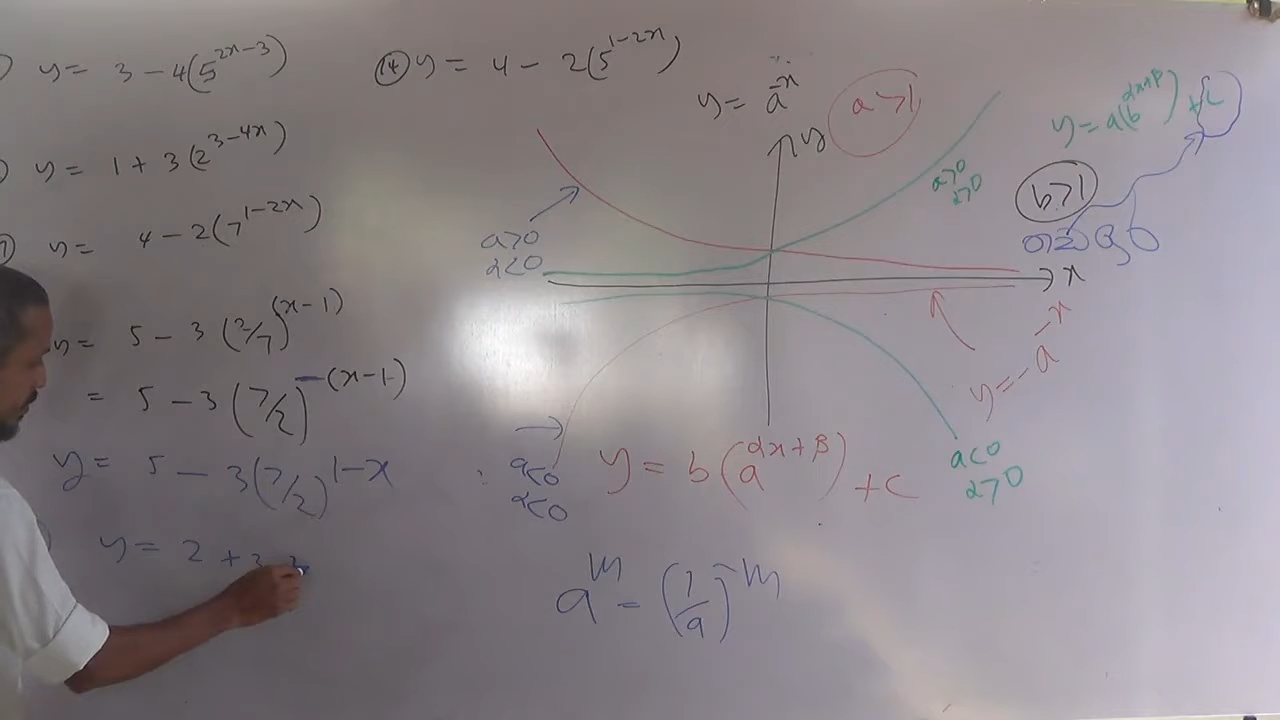 y = 3 - 4(5^{2x-3})
y = 1 + 3(2^{3-4x})
y = 4 - 2(7^{1-2x})
y = 5 - 3(2/7)^{(x-1)}
= 5 - 3(7/2)^{-(x-1)}
y = 5 - 3(7/2)^{1-x}
y = 2 +
(14) y = 4 - 2(5^{1-2x})
y = a^{-x}
a>1
y
y = a(b^{αx+β}) + c
b>1
a>0
α>0
a>0
α<0
x
y = -a^{-x}
a<0
α<0
a<0
α>0
y = b(a^{αx+β}) + c
a^m = (1/a)^{-m}